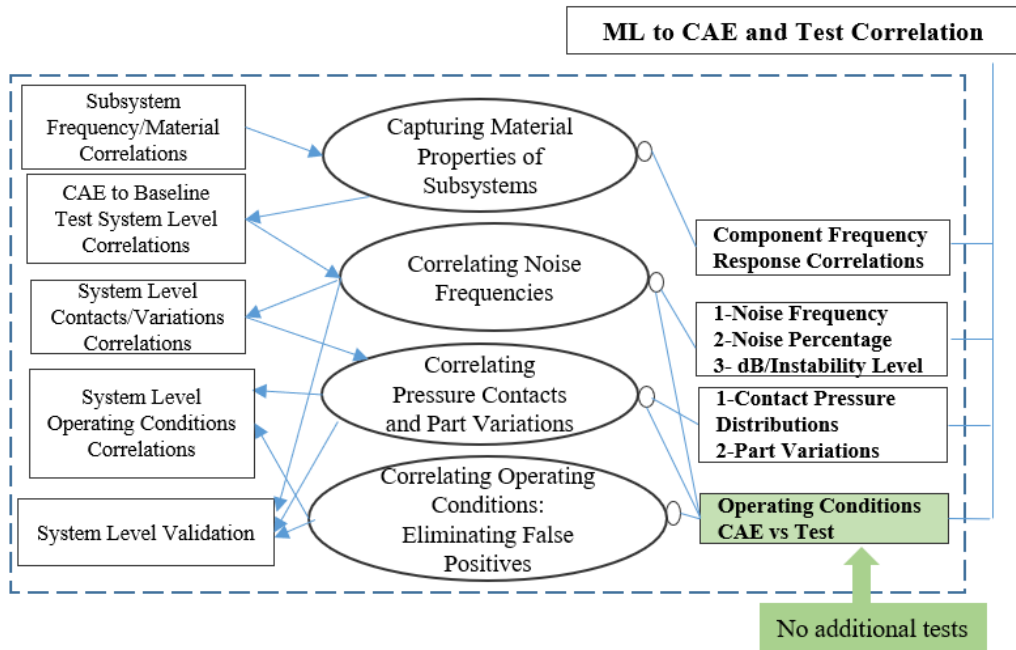 ML to CAE and Test Correlation
Subsystem
Frequency/Material
Correlations
CAE to Baseline
Test System Level
Correlations
System Level
Contacts/Variations
Correlations
System Level
Operating Conditions
Correlations
System Level Validation
Capturing Material
Properties of
Subsystems
Correlating Noise
Frequencies
Correlating
Pressure Contacts
and Part Variations
Correlating Operating
Conditions:
Eliminating False
Positives
Component Frequency
Response Correlations
1-Noise Frequency
2-Noise Percentage
3- dB/Instability Level
1-Contact Pressure
Distributions
2-Part Variations
Operating Conditions
CAE vs Test
No additional tests